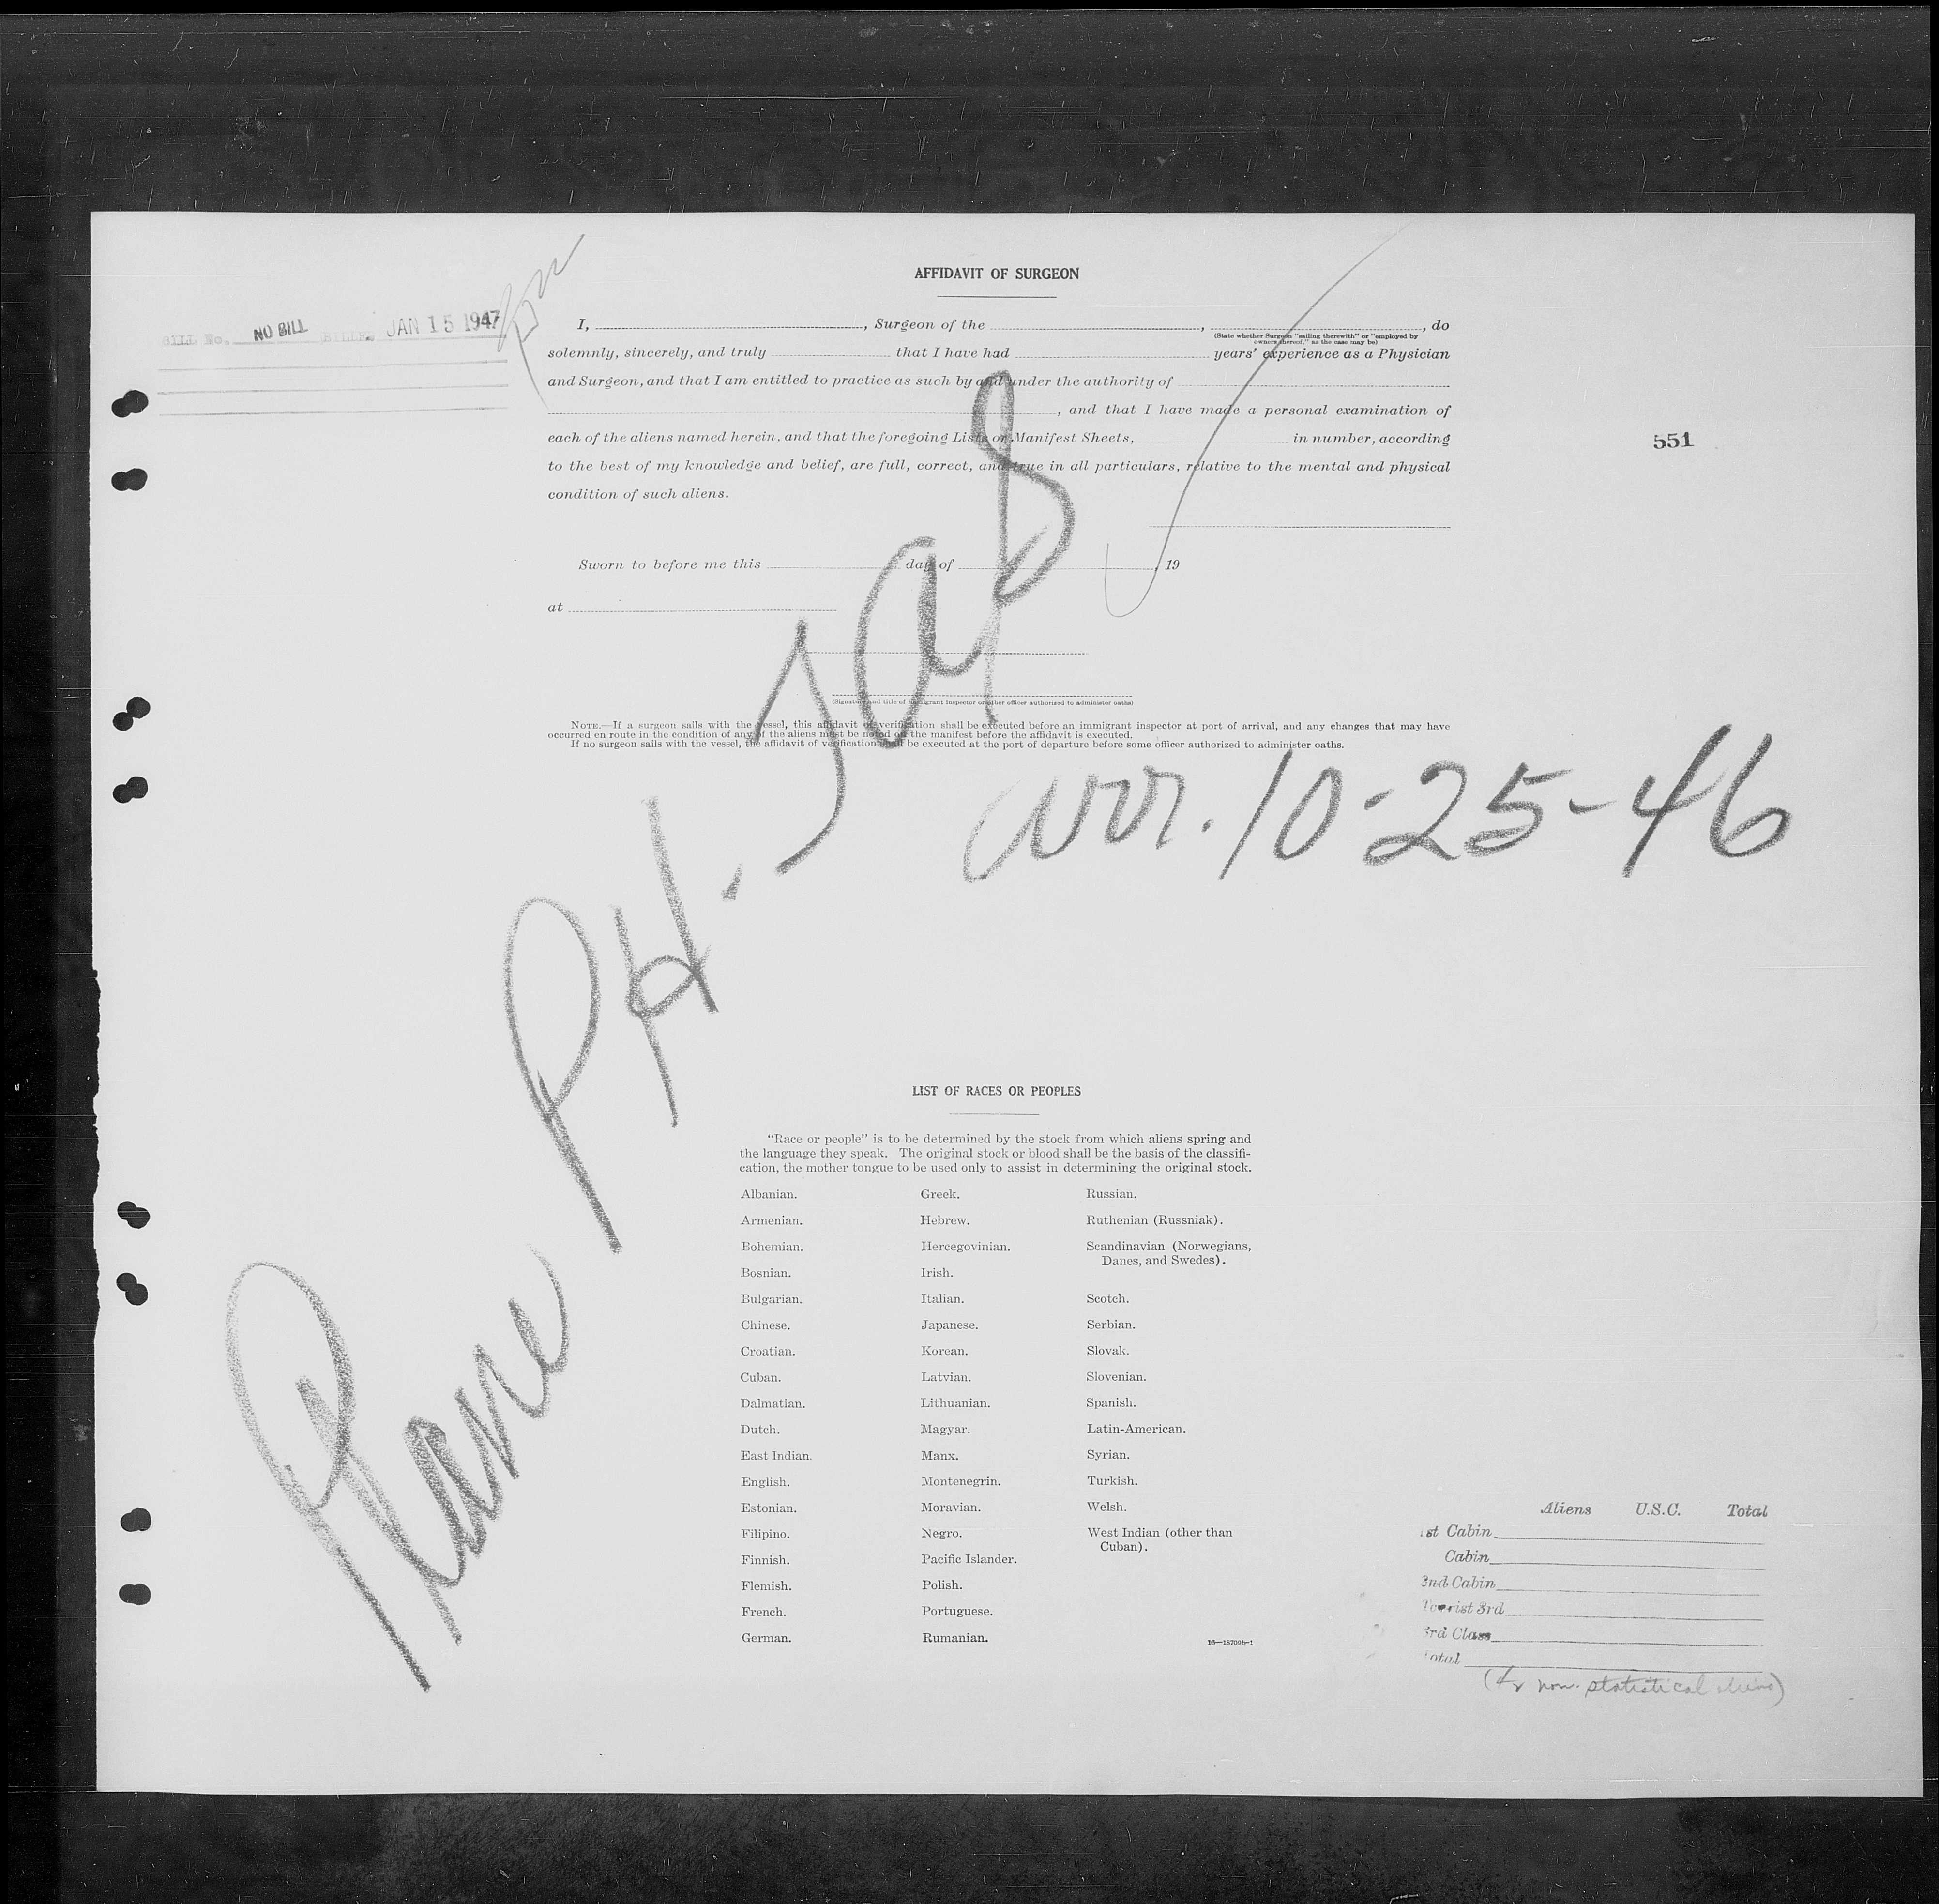 AFFIDAVIT OF SURGEON
BILL No. NO BILL BILLED JAN 15 1947
I, , Surgeon of the , , do
(State whether Surgeon "sailing therewith" or "employed by
owners thereof," as the case may be)
solemnly, sincerely, and truly that I have had years' experience as a Physician
and Surgeon, and that I am entitled to practice as such by and under the authority of
, and that I have made a personal examination of
each of the aliens named herein, and that the foregoing Lists or Manifest Sheets, in number, according
551
to the best of my knowledge and belief, are full, correct, and true in all particulars, relative to the mental and physical
condition of such aliens.
Sworn to before me this day of , 19
at
(Signature and title of immigrant inspector or other officer authorized to administer oaths)
NOTE.—If a surgeon sails with the vessel, this affidavit of verification shall be executed before an immigrant inspector at port of arrival, and any changes that may have
occurred en route in the condition of any of the aliens must be noted on the manifest before the affidavit is executed.
If no surgeon sails with the vessel, the affidavit of verification shall be executed at the port of departure before some officer authorized to administer oaths.
Plane PH-
arr. 10-25-46
LIST OF RACES OR PEOPLES
"Race or people" is to be determined by the stock from which aliens spring and
the language they speak. The original stock or blood shall be the basis of the classifi-
cation, the mother tongue to be used only to assist in determining the original stock.
Albanian. Greek. Russian.
Armenian. Hebrew. Ruthenian (Russniak).
Bohemian. Hercegovinian. Scandinavian (Norwegians,
Danes, and Swedes).
Bosnian. Irish.
Bulgarian. Italian. Scotch.
Chinese. Japanese. Serbian.
Croatian. Korean. Slovak.
Cuban. Latvian. Slovenian.
Dalmatian. Lithuanian. Spanish.
Dutch. Magyar. Latin-American.
East Indian. Manx. Syrian.
English. Montenegrin. Turkish.
Estonian. Moravian. Welsh.
Filipino. Negro. West Indian (other than
Cuban).
Finnish. Pacific Islander.
Flemish. Polish.
French. Portuguese.
German. Rumanian.
16—18709b-1
Aliens U.S.C. Total
1st Cabin
Cabin
2nd Cabin
Tourist 3rd
3rd Class
Total
non. statistical